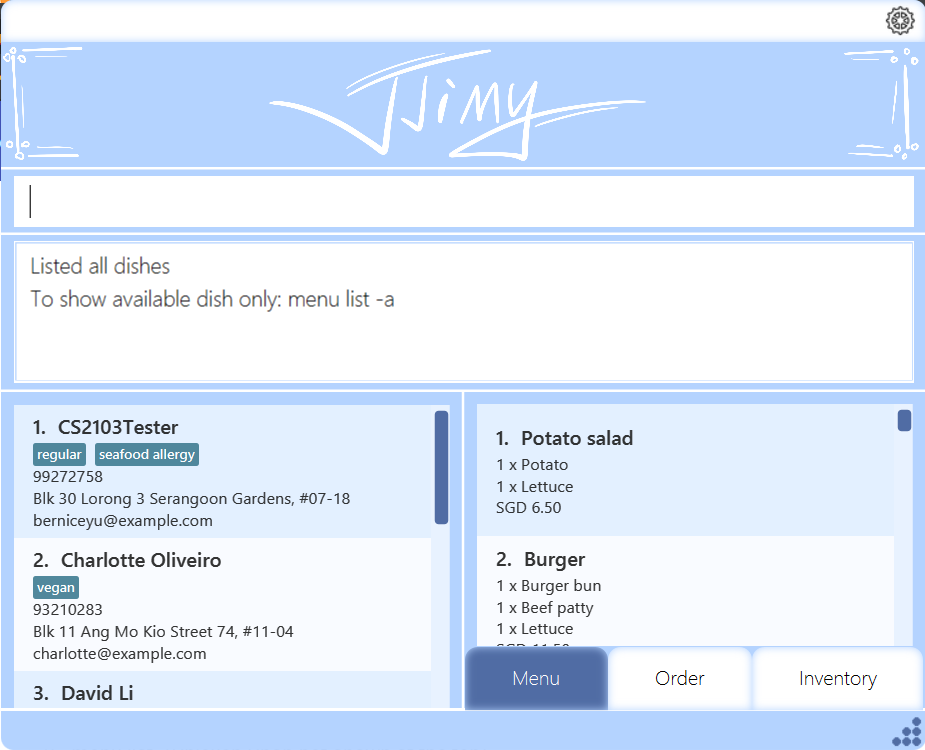 JJIMY
Listed all dishes
To show available dish only: menu list -a
1. CS2103Tester
regular seafood allergy
99272758
Blk 30 Lorong 3 Serangoon Gardens, #07-18
berniceyu@example.com
2. Charlotte Oliveiro
vegan
93210283
Blk 11 Ang Mo Kio Street 74, #11-04
charlotte@example.com
3. David Li
1. Potato salad
1 x Potato
1 x Lettuce
SGD 6.50
2. Burger
1 x Burger bun
1 x Beef patty
1 x Lettuce
Menu Order Inventory